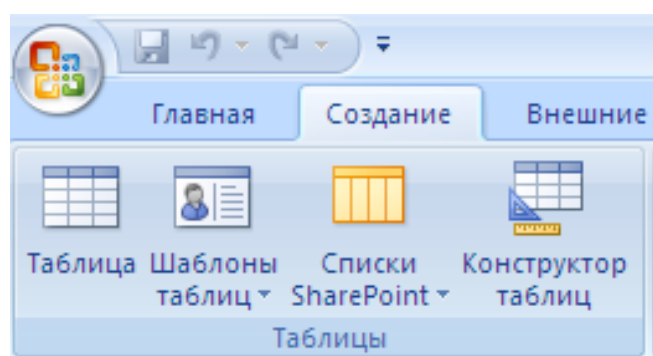 Главная Создание Внешние
Таблица Шаблоны Списки Конструктор
таблиц SharePoint таблиц
Таблицы